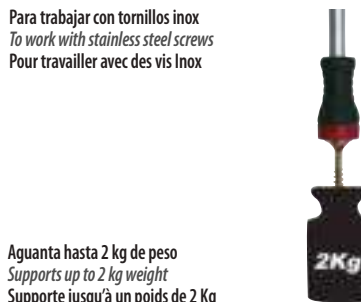 Para trabajar con tornillos inox
To work with stainless steel screws
Pour travailler avec des vis Inox
2Kg
Aguanta hasta 2 kg de peso
Supports up to 2 kg weight
Supporte jusqu'à un poids de 2 Kg